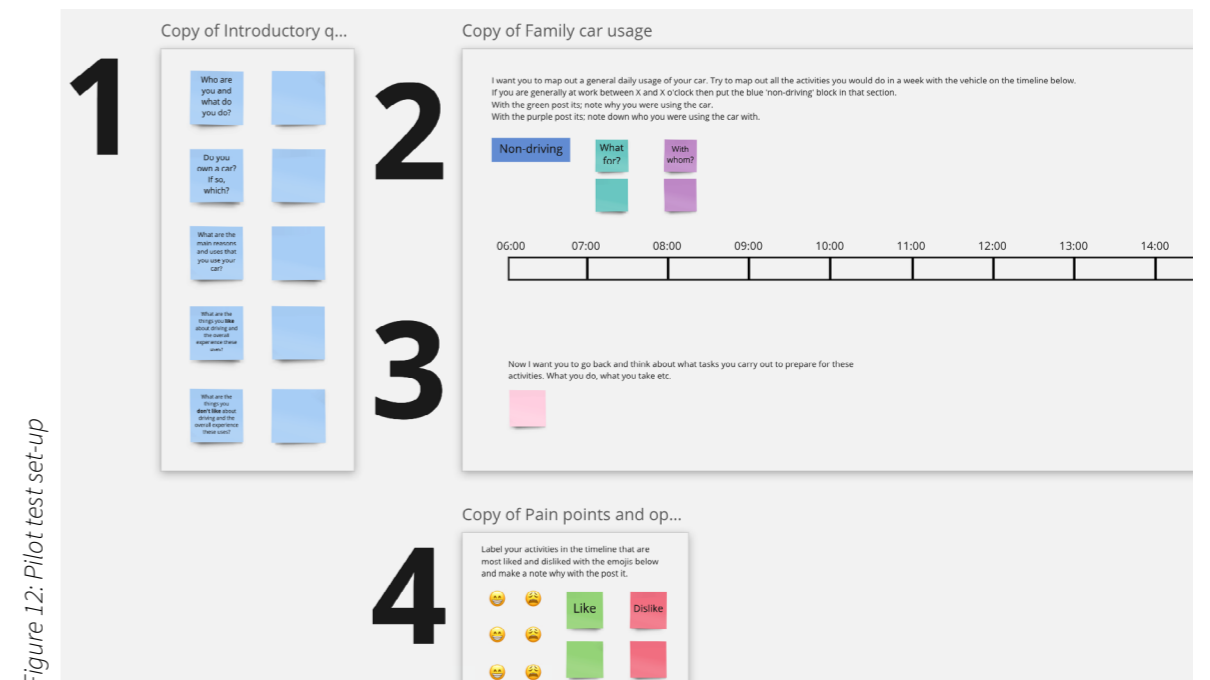 Copy of Introductory q...
1
Who are
you and
what do
you do?
Do you
own a car?
If so,
which?
What are the
main reasons
and uses that
you use your
car?
What are the
things you like
about driving and
the overall
experience these
uses?
What are the
things you
don't like about
driving and the
overall experience
these uses?
Copy of Family car usage
2
I want you to map out a general daily usage of your car. Try to map out all the activities you would do in a week with the vehicle on the timeline below.
If you are generally at work between X and X o'clock then put the blue 'non-driving' block in that section.
With the green post its; note why you were using the car.
With the purple post its; note down who you were using the car with.
Non-driving
What
for?
With
whom?
06:00 07:00 08:00 09:00 10:00 11:00 12:00 13:00 14:00
3
Now I want you to go back and think about what tasks you carry out to prepare for these
activities. What you do, what you take etc.
Copy of Pain points and op...
4
Label your activities in the timeline that are
most liked and disliked with the emojis below
and make a note why with the post it.
Like
Dislike
Figure 12: Pilot test set-up